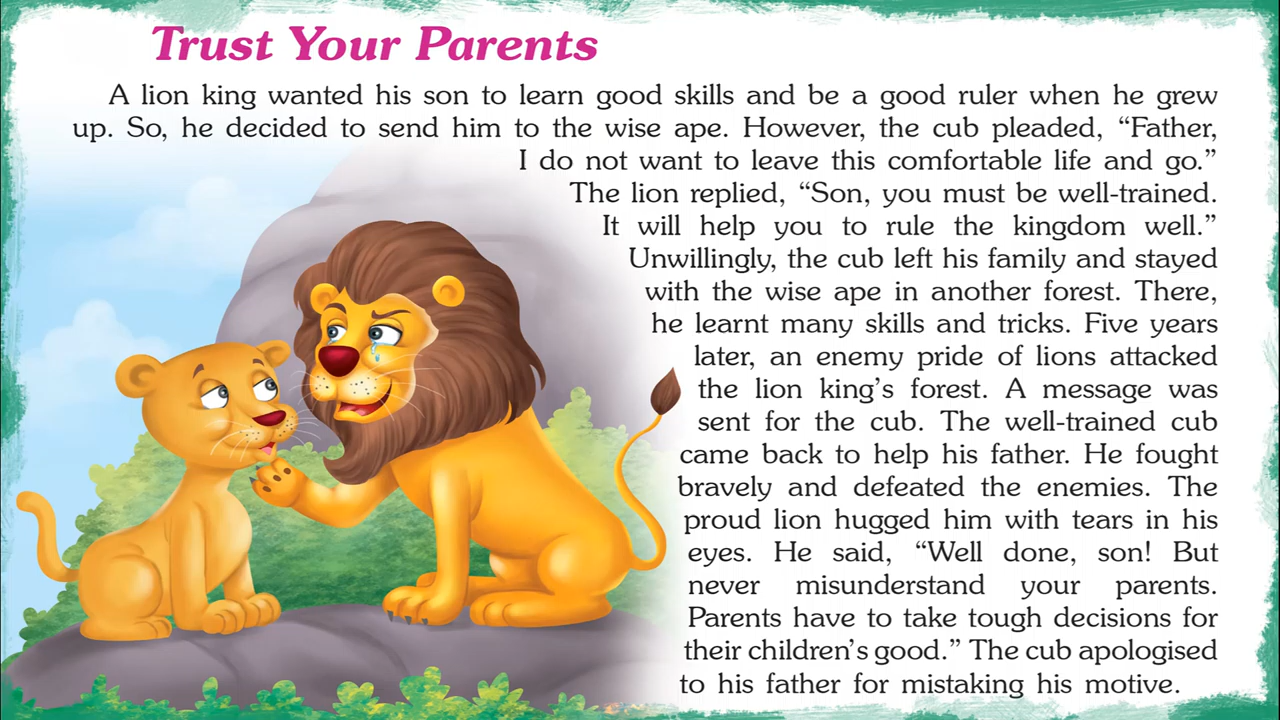 Trust Your Parents
A lion king wanted his son to learn good skills and be a good ruler when he grew
up. So, he decided to send him to the wise ape. However, the cub pleaded, “Father,
I do not want to leave this comfortable life and go.”
The lion replied, “Son, you must be well-trained.
It will help you to rule the kingdom well.”
Unwillingly, the cub left his family and stayed
with the wise ape in another forest. There,
he learnt many skills and tricks. Five years
later, an enemy pride of lions attacked
the lion king’s forest. A message was
sent for the cub. The well-trained cub
came back to help his father. He fought
bravely and defeated the enemies. The
proud lion hugged him with tears in his
eyes. He said, “Well done, son! But
never misunderstand your parents.
Parents have to take tough decisions for
their children’s good.” The cub apologised
to his father for mistaking his motive.